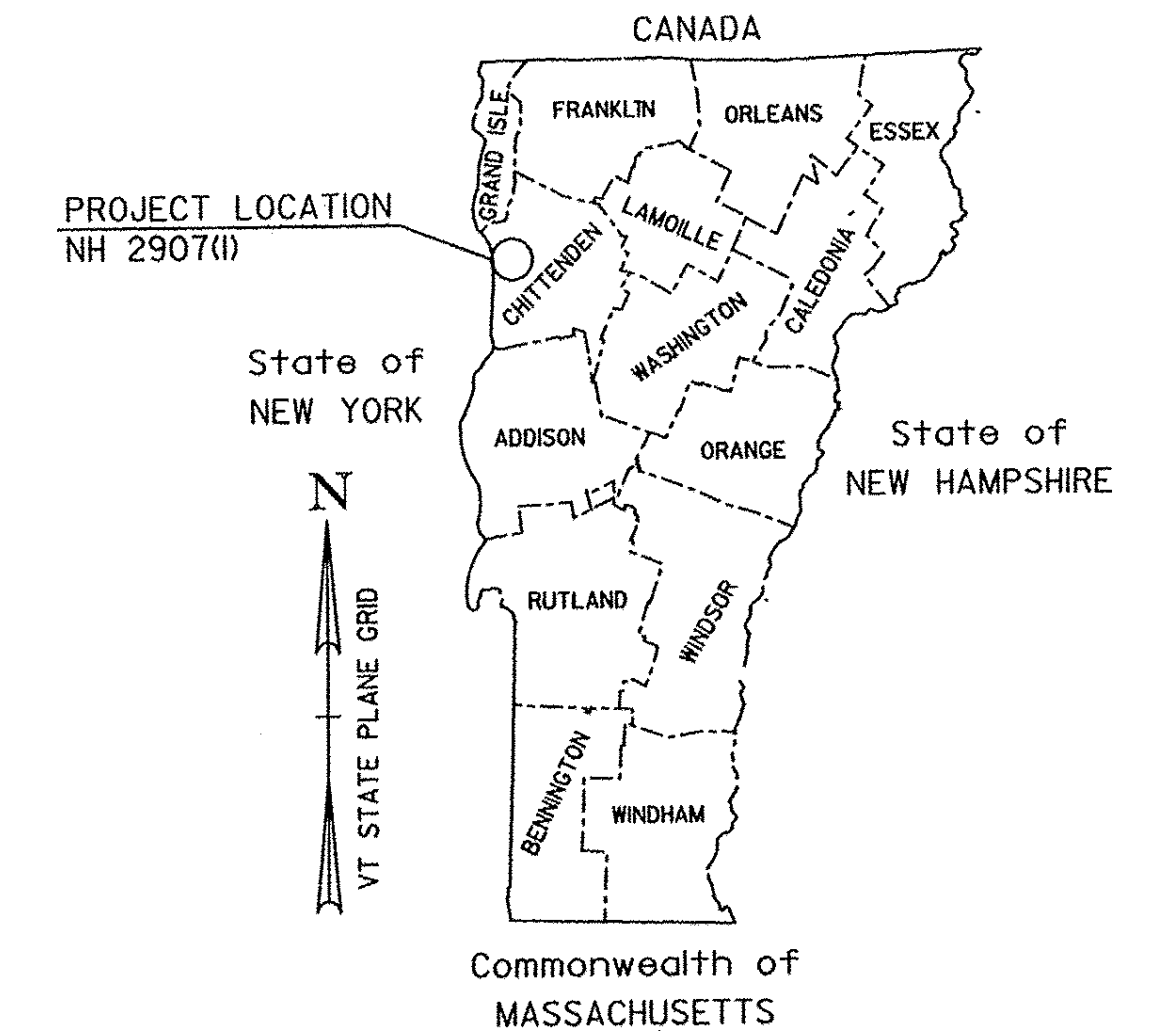 CANADA
FRANKLIN
ORLEANS
ESSEX
GRAND ISLE
PROJECT LOCATION
NH 2907(1)
LAMOILLE
CHITTENDEN
CALEDONIA
WASHINGTON
State of
NEW YORK
ADDISON
ORANGE
State of
NEW HAMPSHIRE
N
VT STATE PLANE GRID
RUTLAND
WINDSOR
BENNINGTON
WINDHAM
Commonwealth of
MASSACHUSETTS